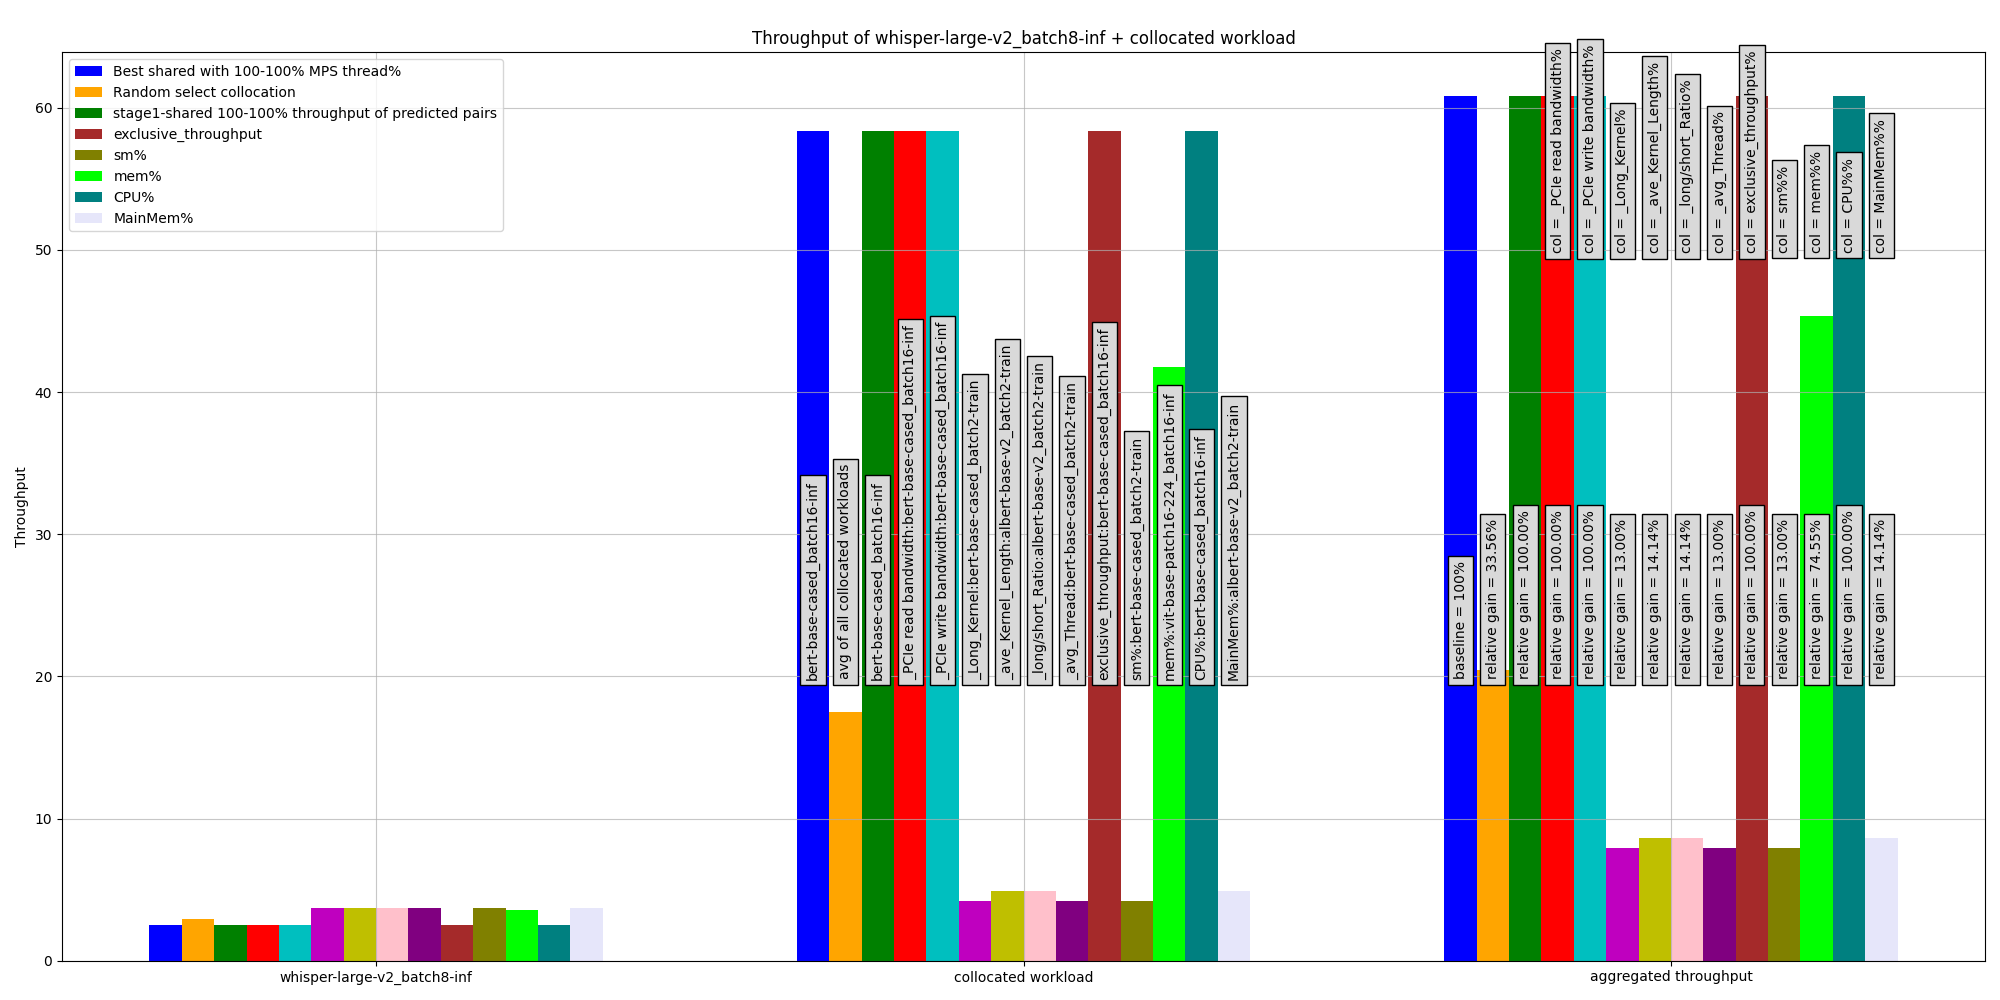 Throughput of whisper-large-v2_batch8-inf + collocated workload
Best shared with 100-100% MPS thread%
Random select collocation
stage1-shared 100-100% throughput of predicted pairs
exclusive_throughput
sm%
mem%
CPU%
MainMem%
Throughput
60
50
40
30
20
10
0
bert-base-cased_batch16-inf
avg of all collocated workloads
bert-base-cased_batch16-inf
_PCIe read bandwidth:bert-base-cased_batch16-inf
_PCIe write bandwidth:bert-base-cased_batch16-inf
_Long_Kernel:bert-base-cased_batch2-train
_ave_Kernel_Length:albert-base-v2_batch2-train
_long/short_Ratio:albert-base-v2_batch2-train
_avg_Thread:bert-base-cased_batch2-train
exclusive_throughput:bert-base-cased_batch16-inf
sm%:bert-base-cased_batch2-train
mem%:vit-base-patch16-224_batch16-inf
CPU%:bert-base-cased_batch16-inf
MainMem%:albert-base-v2_batch2-train
col = _PCIe read bandwidth%
col = _PCIe write bandwidth%
col = _Long_Kernel%
col = _ave_Kernel_Length%
col = _long/short_Ratio%
col = _avg_Thread%
col = exclusive_throughput%
col = sm%%
col = mem%%
col = CPU%%
col = MainMem%%
baseline = 100%
relative gain = 33.56%
relative gain = 100.00%
relative gain = 100.00%
relative gain = 100.00%
relative gain = 13.00%
relative gain = 14.14%
relative gain = 14.14%
relative gain = 13.00%
relative gain = 100.00%
relative gain = 13.00%
relative gain = 74.55%
relative gain = 100.00%
relative gain = 14.14%
whisper-large-v2_batch8-inf
collocated workload
aggregated throughput